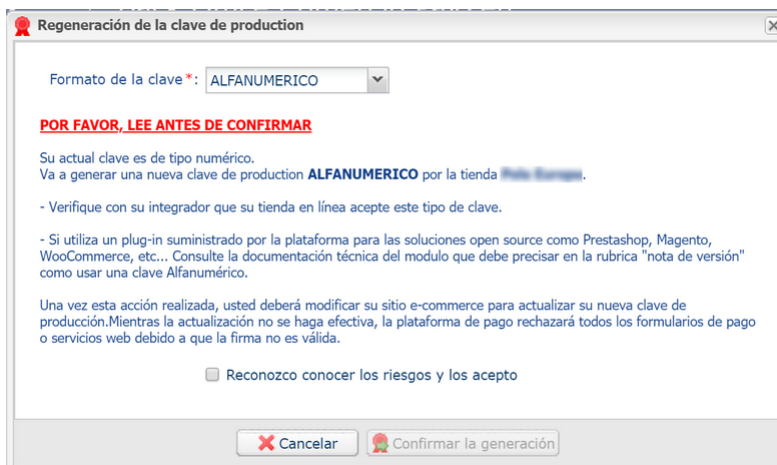 Regeneración de la clave de production
Formato de la clave*: ALFANUMERICO
POR FAVOR, LEE ANTES DE CONFIRMAR
Su actual clave es de tipo numérico.
Va a generar una nueva clave de production ALFANUMERICO por la tienda .
- Verifique con su integrador que su tienda en línea acepte este tipo de clave.
- Si utiliza un plug-in suministrado por la plataforma para las soluciones open source como Prestashop, Magento,
WooCommerce, etc... Consulte la documentación técnica del modulo que debe precisar en la rubrica "nota de versión"
como usar una clave Alfanumérico.
Una vez esta acción realizada, usted deberá modificar su sitio e-commerce para actualizar su nueva clave de
producción.Mientras la actualización no se haga efectiva, la plataforma de pago rechazará todos los formularios de pago
o servicios web debido a que la firma no es válida.
Reconozco conocer los riesgos y los acepto
Cancelar
Confirmar la generación